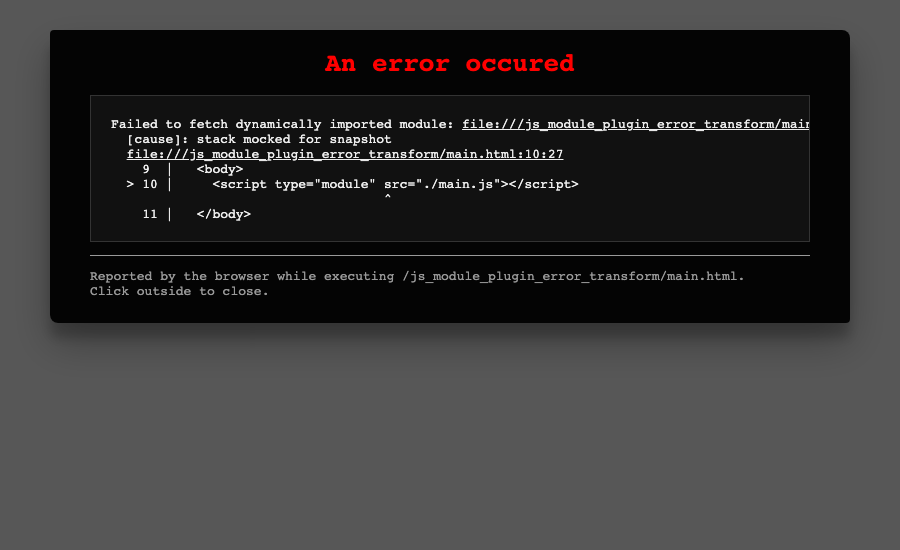 An error occured
Failed to fetch dynamically imported module: file:///js_module_plugin_error_transform/main
[cause]: stack mocked for snapshot
file:///js_module_plugin_error_transform/main.html:10:27
9 |   <body>
> 10 |     <script type="module" src="./main.js"></script>
^
11 |   </body>
Reported by the browser while executing /js_module_plugin_error_transform/main.html.
Click outside to close.